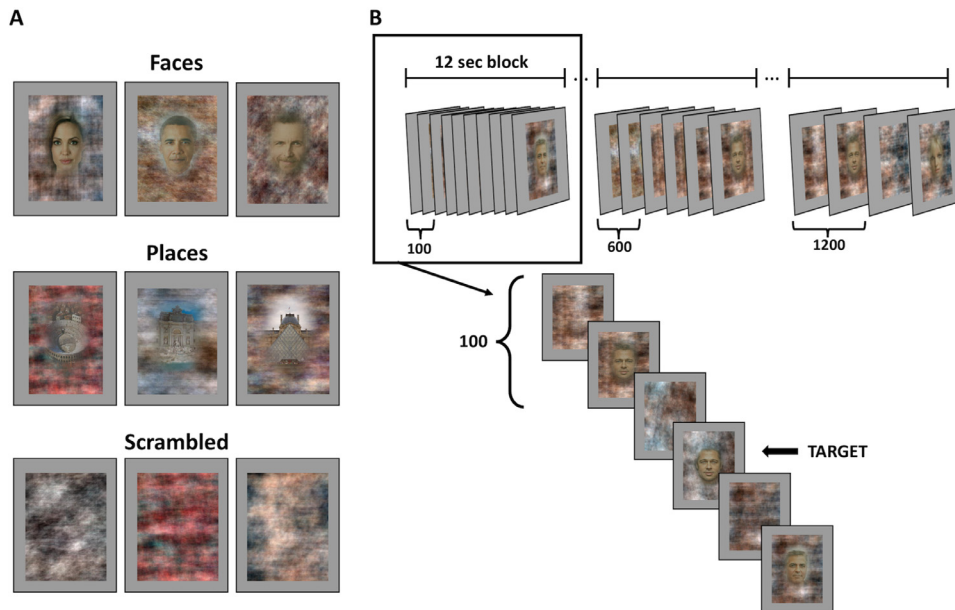 A
Faces
Places
Scrambled
B
12 sec block
...
...
100
600
1200
100
TARGET